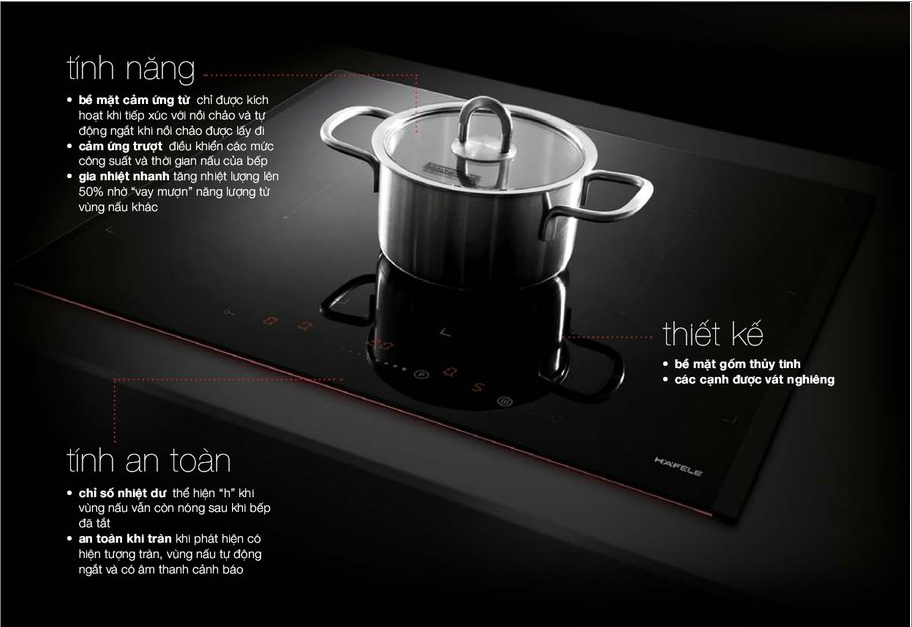 tính năng
• bề mặt cảm ứng từ chỉ được kích
hoạt khi tiếp xúc với nồi chảo và tự
động ngắt khi nồi chảo được lấy đi
• cảm ứng trượt điều khiển các mức
công suất và thời gian nấu của bếp
• gia nhiệt nhanh tăng nhiệt lượng lên
50% nhờ “vay mượn” năng lượng từ
vùng nấu khác
thiết kế
• bề mặt gốm thủy tinh
• các cạnh được vát nghiêng
HÄFELE
tính an toàn
• chỉ số nhiệt dư thể hiện “h” khi
vùng nấu vẫn còn nóng sau khi bếp
đã tắt
• an toàn khi tràn khi phát hiện có
hiện tượng tràn, vùng nấu tự động
ngắt và có âm thanh cảnh báo